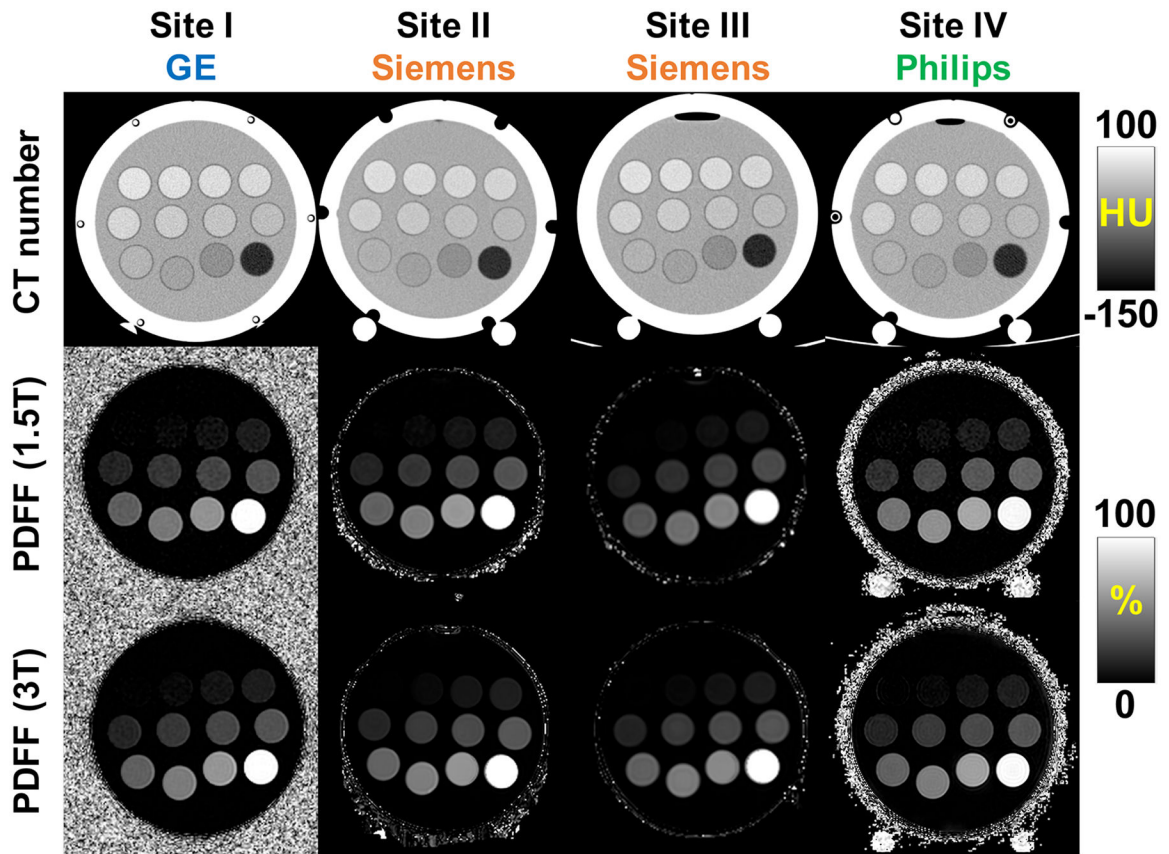 Site I
Site II
Site III
Site IV
GE
Siemens
Siemens
Philips
CT number
100
HU
-150
PDFF (1.5T)
100
%
0
PDFF (3T)